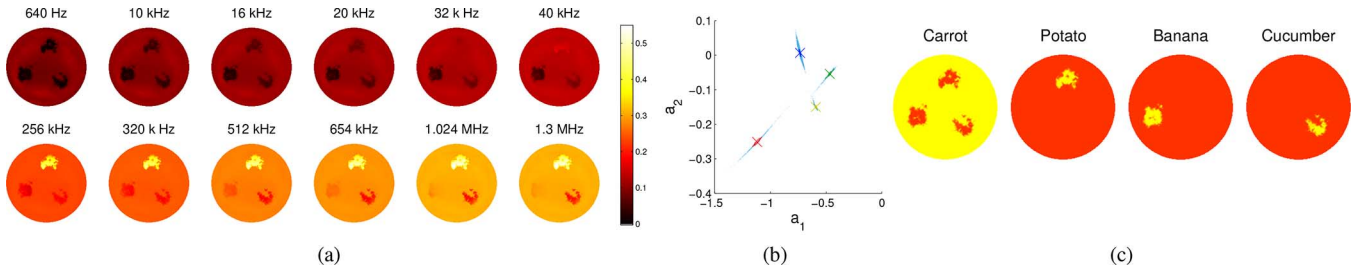 640 Hz 10 kHz 16 kHz 20 kHz 32 k Hz 40 kHz
256 kHz 320 k Hz 512 kHz 654 kHz 1.024 MHz 1.3 MHz
0.5
0.4
0.3
0.2
0.1
0
(a)
0.1
0
−0.1
−0.2
−0.3
−0.4
a2
−1.5 −1 −0.5 0
a1
(b)
Carrot Potato Banana Cucumber
(c)